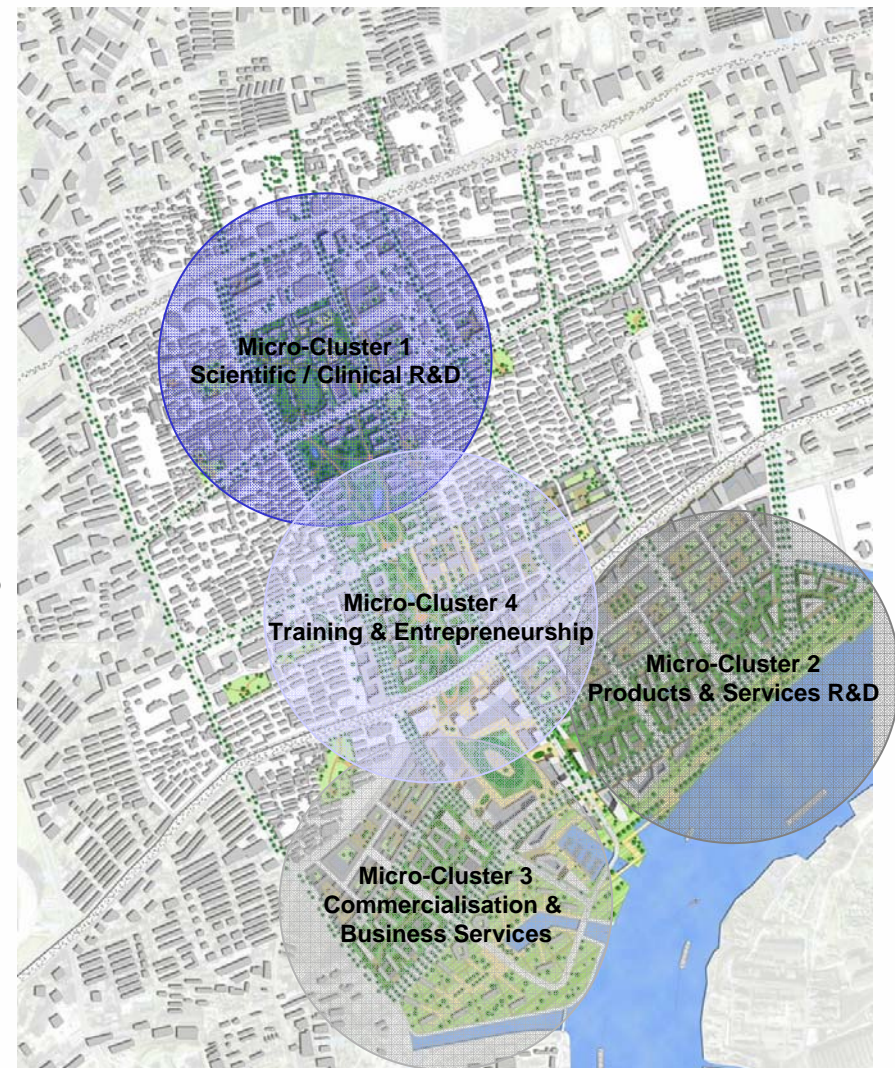 Micro-Cluster 1
Scientific / Clinical R&D
Micro-Cluster 4
Training & Entrepreneurship
Micro-Cluster 2
Products & Services R&D
Micro-Cluster 3
Commercialisation &
Business Services